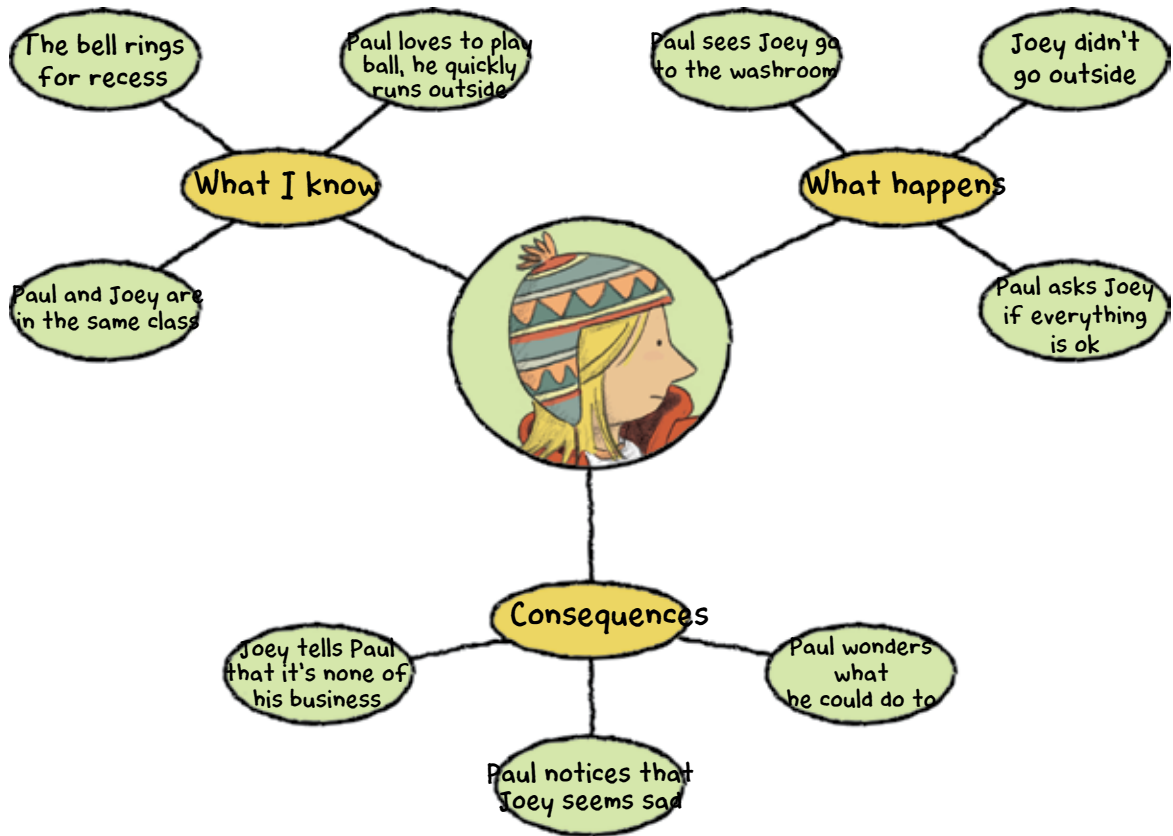 The bell rings
for recess
Paul loves to play
ball, he quickly
runs outside
What I know
Paul and Joey are
in the same class
Paul sees Joey go
to the washroom
Joey didn't
go outside
What happens
Paul asks Joey
if everything
is ok
Consequences
Joey tells Paul
that it's none of
his business
Paul notices that
Joey seems sad
Paul wonders
what
he could do to